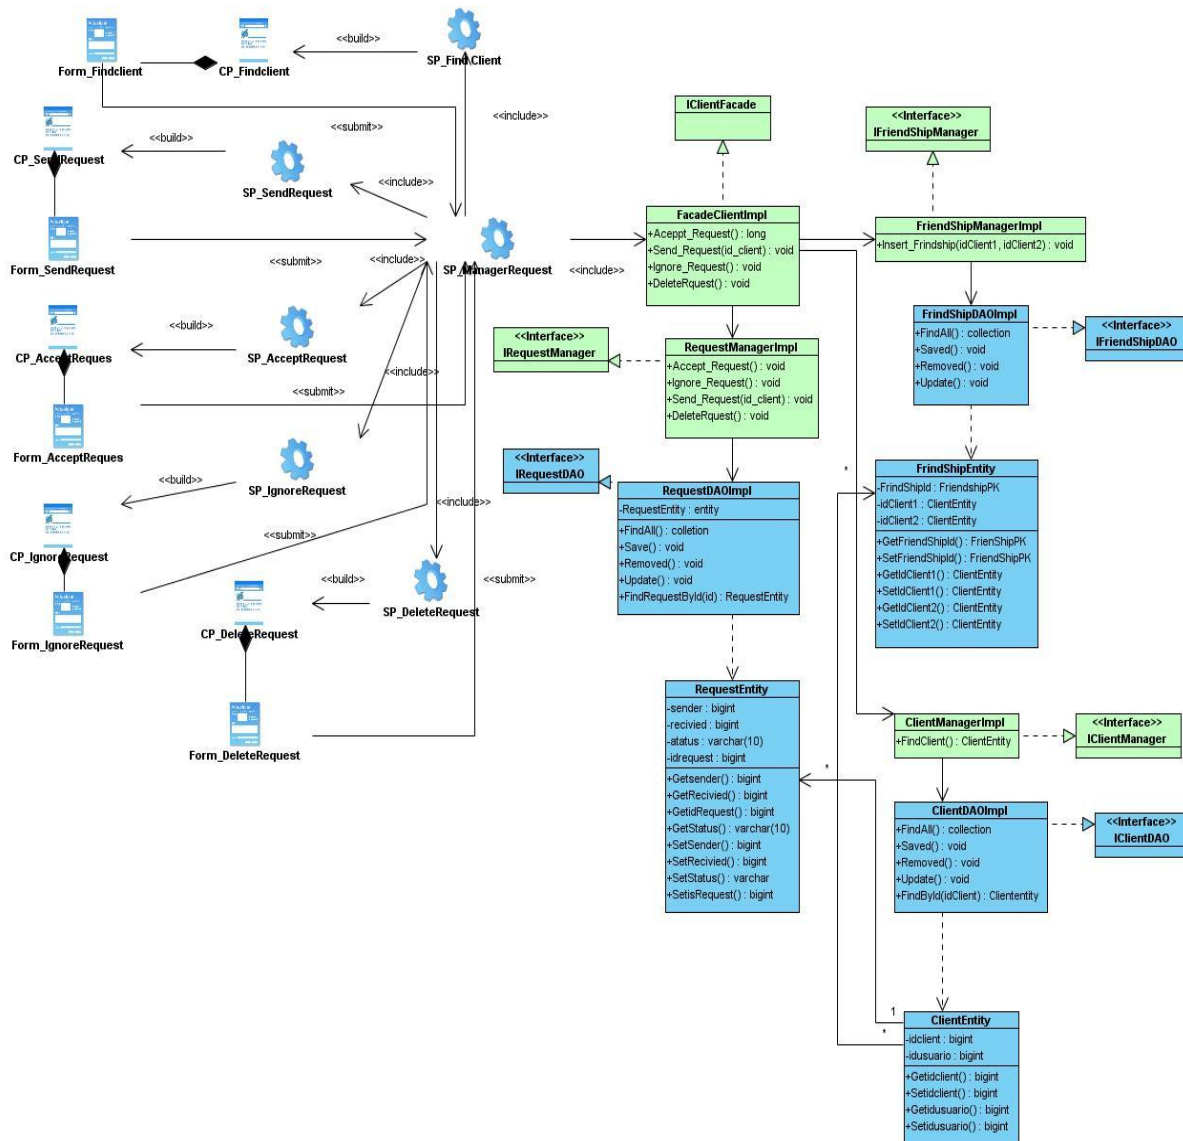 Form_Findclient
CP_Findclient
<<build>>
SP_Find Client
<<submit>>
<<include>>
CP_SendRequest
<<build>>
SP_SendRequest
<<include>>
Form_SendRequest
<<submit>>
<<include>>
SP_ManagerRequest
<<include>>
CP_AcceptReques
<<build>>
SP_AcceptRequest
<<include>>
<<submit>>
Form_AcceptReques
<<build>>
SP_IgnoreRequest
<<include>>
CP_IgnoreRequest
<<submit>>
Form_IgnoreRequest
<<build>>
SP_DeleteRequest
<<submit>>
CP_DeleteRequest
Form_DeleteRequest
IClientFacade
<<Interface>>
IFriendShipManager
FacadeClientImpl
+Aceppt_Request() : long
+Send_Request(id_client) : void
+Ignore_Request() : void
+DeleteRquest() : void
FriendShipManagerImpl
+Insert_Frindship(idClient1, idClient2) : void
<<Interface>>
IRequestManager
RequestManagerImpl
+Accept_Request() : void
+Ignore_Request() : void
+Send_Request(id_client) : void
+DeleteRquest() : void
FrindShipDAOImpl
+FindAll() : collection
+Saved() : void
+Removed() : void
+Update() : void
<<Interface>>
IFriendShipDAO
<<Interface>>
IRequestDAO
RequestDAOImpl
-RequestEntity : entity
+FindAll() : colletion
+Save() : void
+Removed() : void
+Update() : void
+FindRequestById(id) : RequestEntity
*
FrindShipEntity
-FrindShipId : FriendshipPK
-idClient1 : ClientEntity
-idClient2 : ClientEntity
+GetFriendShipId() : FrienShipPK
+SetFriendShipId() : FriendShipPK
+GetIdClient1() : ClientEntity
+SetIdClient1() : ClientEntity
+GetIdClient2() : ClientEntity
+SetIdClient2() : ClientEntity
RequestEntity
-sender : bigint
-recivied : bigint
-atatus : varchar(10)
-idrequest : bigint
+Getsender() : bigint
+GetRecivied() : bigint
+GetidRequest() : bigint
+GetStatus() : varchar(10)
+SetSender() : bigint
+SetRecivied() : bigint
+SetStatus() : varchar
+SetisRequest() : bigint
*
ClientManagerImpl
+FindClient() : ClientEntity
<<Interface>>
IClientManager
ClientDAOImpl
+FindAll() : collection
+Saved() : void
+Removed() : void
+Update() : void
+FindById(idClient) : Cliententity
<<Interface>>
IClientDAO
1
*
ClientEntity
-idclient : bigint
-idusuario : bigint
+Getidclient() : bigint
+Setidclient() : bigint
+Getidusuario() : bigint
+Setidusuario() : bigint